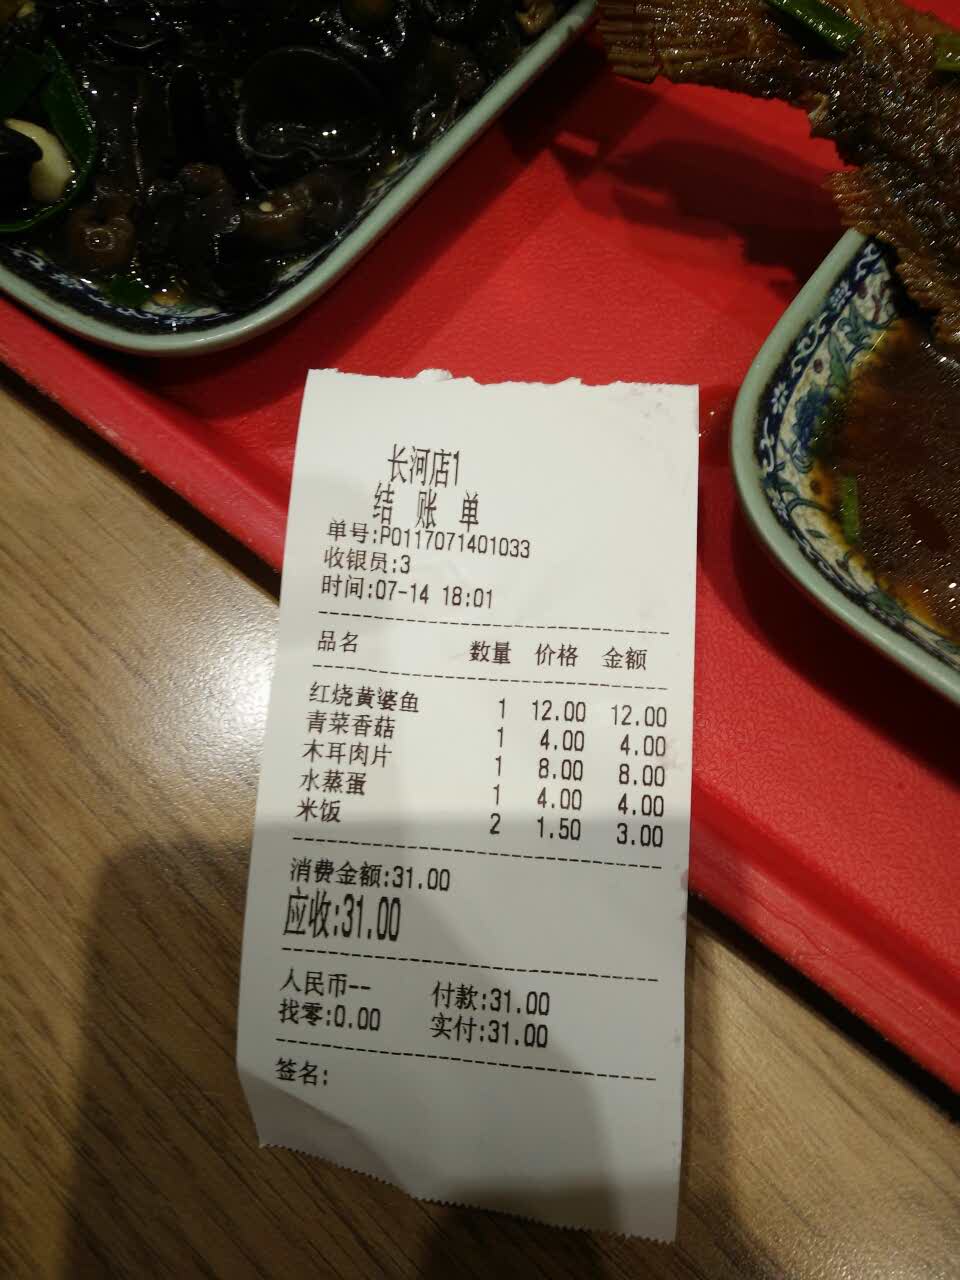 长河店1
结 账 单
单号:P0117071401033
收银员:3
时间:07-14 18:01
品名 数量 价格 金额
红烧黄婆鱼 1 12.00 12.00
青菜香菇 1 4.00 4.00
木耳肉片 1 8.00 8.00
水蒸蛋 1 4.00 4.00
米饭 2 1.50 3.00
消费金额:31.00
应收:31.00
人民币-- 付款:31.00
找零:0.00 实付:31.00
签名: